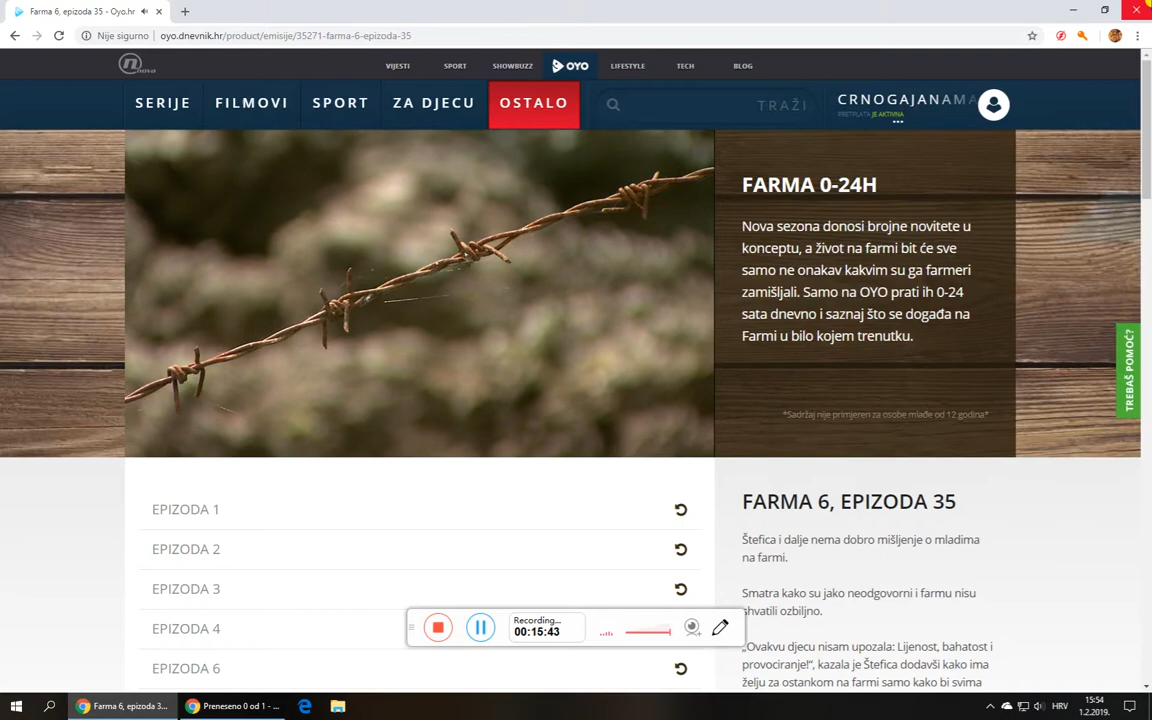 Farma 6, epizoda 35 - Oyo.hr
Nije sigurno
oyo.dnevnik.hr/product/emisije/35271-farma-6-epizoda-35
nova
VIJESTI
SPORT
SHOWBUZZ
OYO
LIFESTYLE
TECH
BLOG
SERIJE
FILMOVI
SPORT
ZA DJECU
OSTALO
TRAŽI
CRNOGAJANAMA
PRETPLATA JE AKTIVNA
FARMA 0-24H
Nova sezona donosi brojne novitete u
konceptu, a život na farmi bit će sve
samo ne onakav kakvim su ga farmeri
zamišljali. Samo na OYO prati ih 0-24
sata dnevno i saznaj što se događa na
Farmi u bilo kojem trenutku.
*Sadržaj nije primjeren za osobe mlađe od 12 godina*
TREBAŠ POMOĆ?
EPIZODA 1
EPIZODA 2
EPIZODA 3
EPIZODA 4
EPIZODA 6
FARMA 6, EPIZODA 35
Štefica i dalje nema dobro mišljenje o mladima
na farmi.
Smatra kako su jako neodgovorni i farmu nisu
shvatili ozbiljno.
„Ovakvu djecu nisam upozala: Lijenost, bahatost i
provociranje!“, kazala je Štefica dodavši kako ima
želju za ostankom na farmi samo kako bi svima
Recording...
00:15:43
Farma 6, epizoda 3...
Preneseno 0 od 1 - ...
HRV
15:54
1.2.2019.